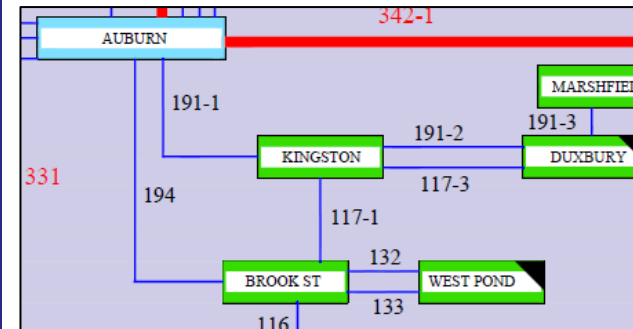 342-1
AUBURN
MARSHFIEL
191-1
191-3
191-2
KINGSTON
DUXBURY
331
117-3
194
117-1
132
BROOK ST
WEST POND
133
116